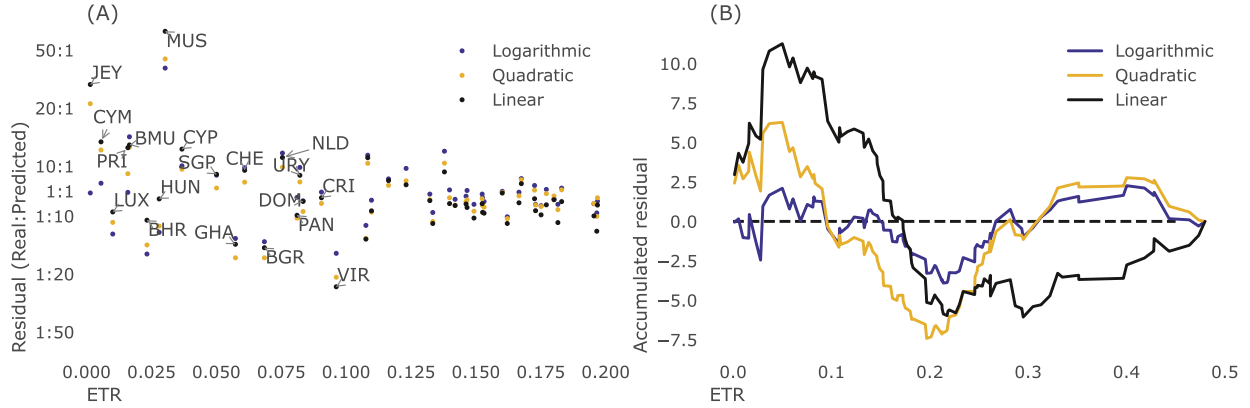 (A)
Residual (Real:Predicted)
50:1
20:1
10:1
1:1
1:10
1:20
1:50
MUS
JEY
CYM
PRI
BMU
CYP
SGP
CHE
NLD
URY
LUX
HUN
DOM
CRI
BHR
GHA
PAN
BGR
VIR
Logarithmic
Quadratic
Linear
0.000 0.025 0.050 0.075 0.100 0.125 0.150 0.175 0.200
ETR
(B)
Accumulated residual
10.0
7.5
5.0
2.5
0.0
−2.5
−5.0
−7.5
Logarithmic
Quadratic
Linear
0.0 0.1 0.2 0.3 0.4 0.5
ETR